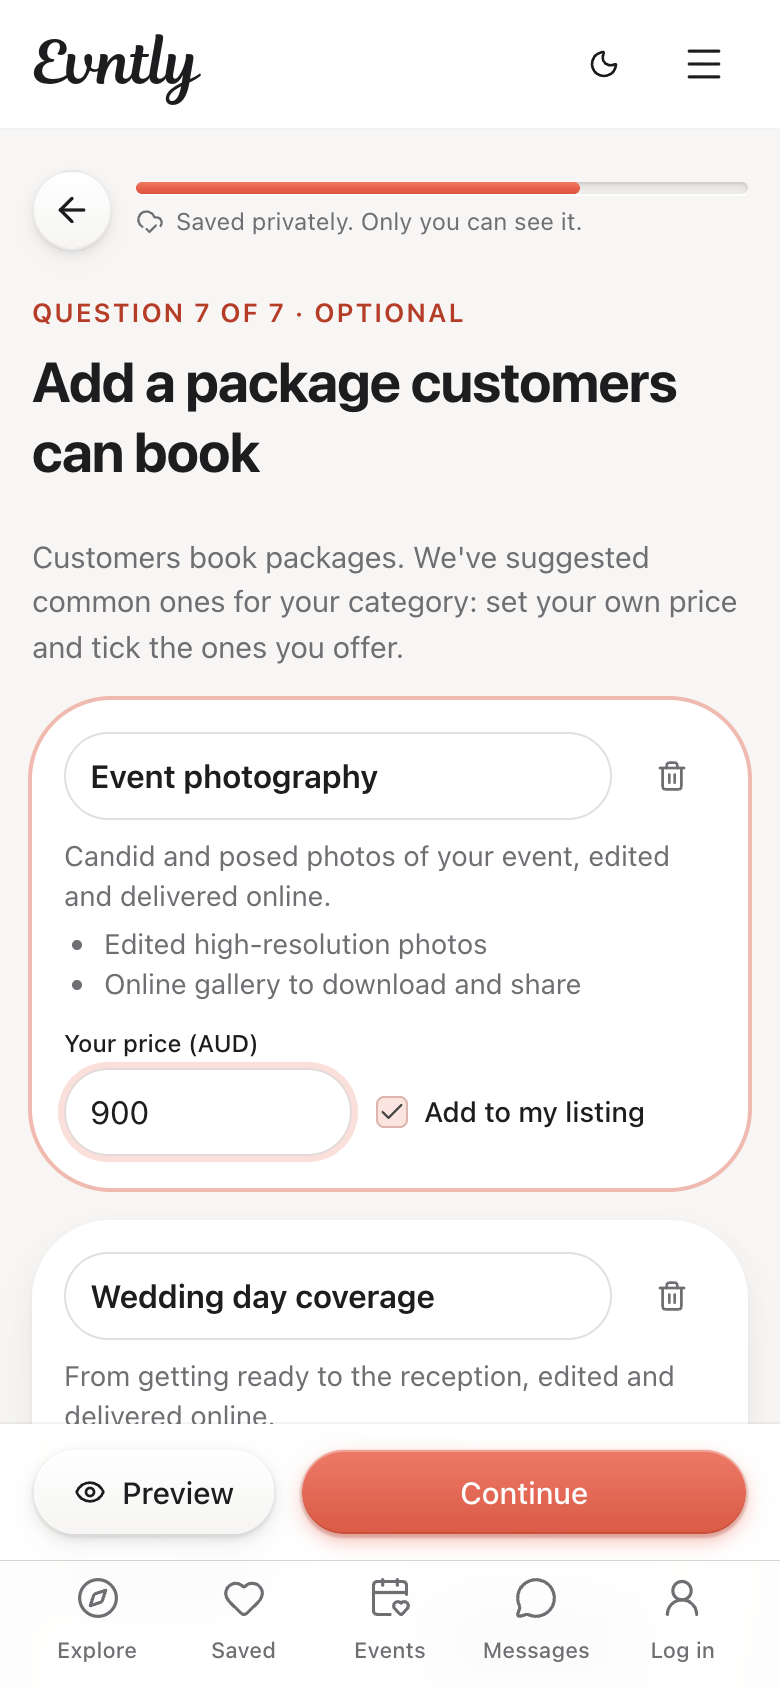 Evntly
Saved privately. Only you can see it.
QUESTION 7 OF 7 · OPTIONAL
Add a package customers
can book
Customers book packages. We've suggested
common ones for your category: set your own price
and tick the ones you offer.
Event photography
Candid and posed photos of your event, edited
and delivered online.
• Edited high-resolution photos
• Online gallery to download and share
Your price (AUD)
900
Add to my listing
Wedding day coverage
From getting ready to the reception, edited and
delivered online.
Preview
Continue
Explore
Saved
Events
Messages
Log in